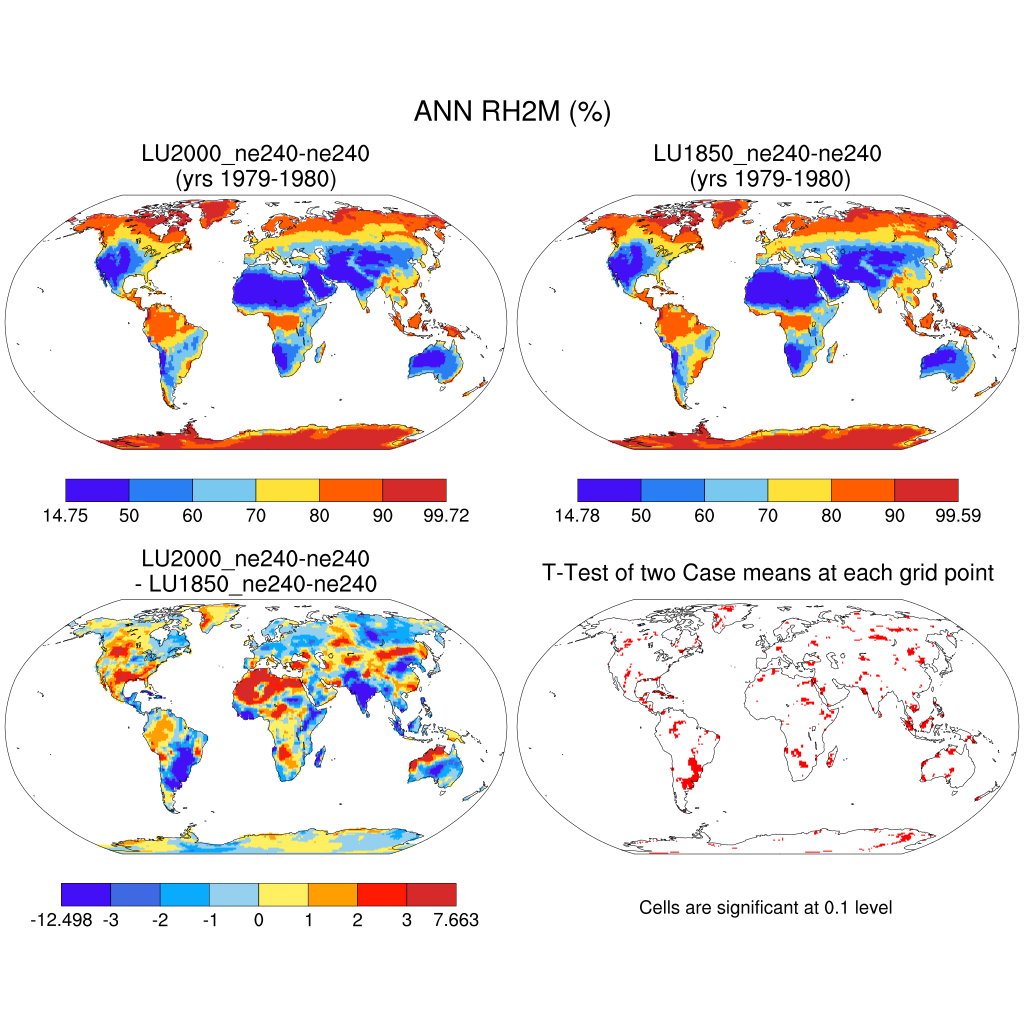 ANN RH2M (%)
LU2000_ne240-ne240
(yrs 1979-1980)
LU1850_ne240-ne240
(yrs 1979-1980)
14.75 50 60 70 80 90 99.72
14.78 50 60 70 80 90 99.59
LU2000_ne240-ne240
- LU1850_ne240-ne240
T-Test of two Case means at each grid point
-12.498 -3 -2 -1 0 1 2 3 7.663
Cells are significant at 0.1 level